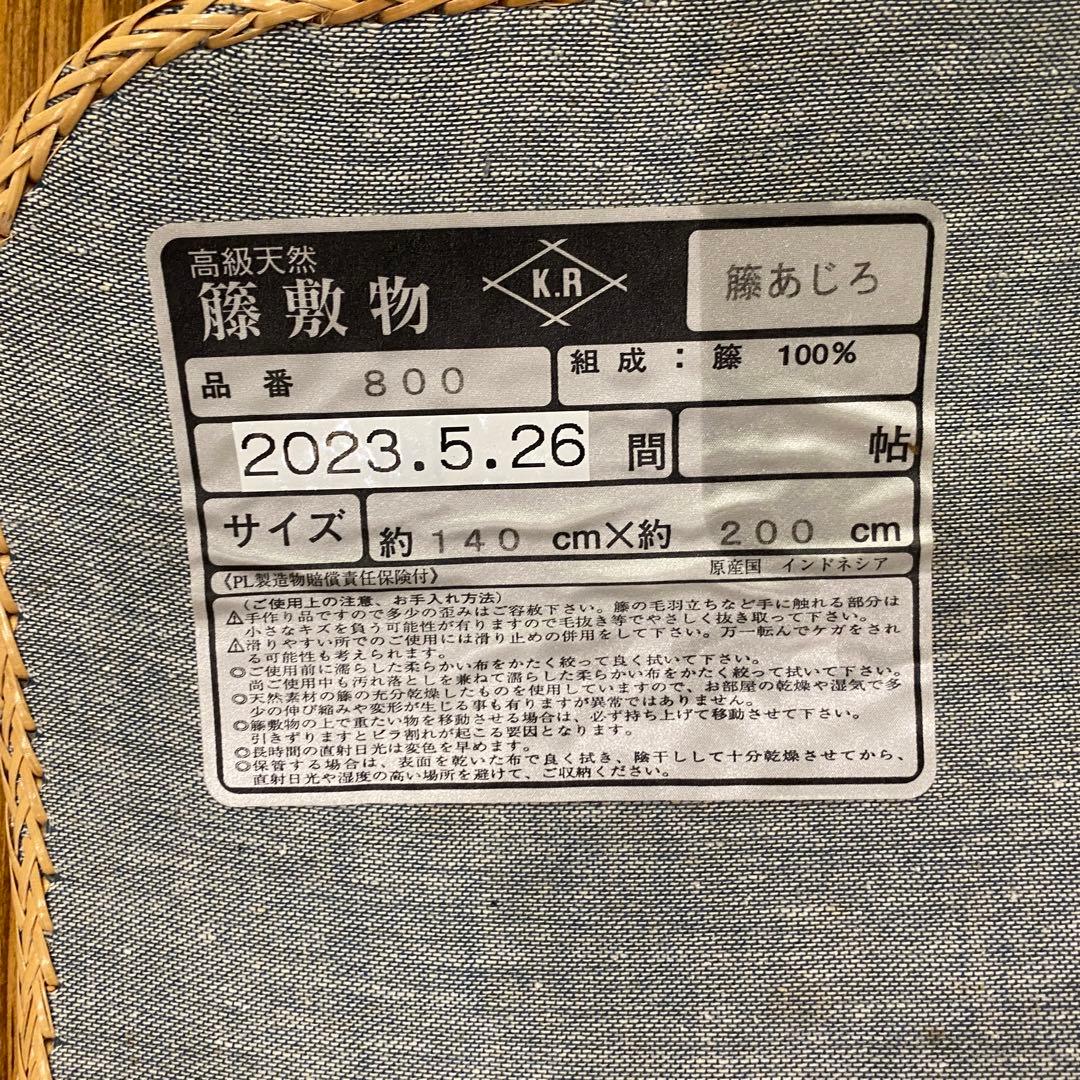 高級天然
籐敷物
K.R
籐あじろ
品番 800
組成：籐 100%
2023.5.26 間
帖
サイズ 約140 cm×約 200 cm
《PL製造物賠償責任保険付》
原産国 インドネシア
(ご使用上の注意、お手入れ方法)
⚠手作り品ですので多少の歪みはご容赦下さい。籐の毛羽立ちなど手に触れる部分は
小さなキズを負う可能性が有りますので毛抜き等でやさしく抜き取って下さい。
⚠滑りやすい所でのご使用には滑り止めの併用をして下さい。万一転んでケガをされ
る可能性も考えられます。
◎ご使用前に濡らした柔らかい布をかたく絞って良く拭いて下さい。
尚ご使用中も汚れ落としを兼ねて濡らした柔らかい布をかたく絞って拭いて下さい。
◎天然素材の籐の充分乾燥したものを使用していますので、お部屋の乾燥や湿気で多
少の伸び縮みや変形が生じる事も有りますが異常ではありません。
◎籐敷物の上で重たい物を移動させる場合は、必ず持ち上げて移動させて下さい。
引きずりますとヒラ割れが起こる要因となります。
◎長時間の直射日光は変色を早めます。
◎保管する場合は、表面を乾いた布で良く拭き、陰干しして十分乾燥させてから、
直射日光や湿度の高い場所を避けて、ご収納ください。